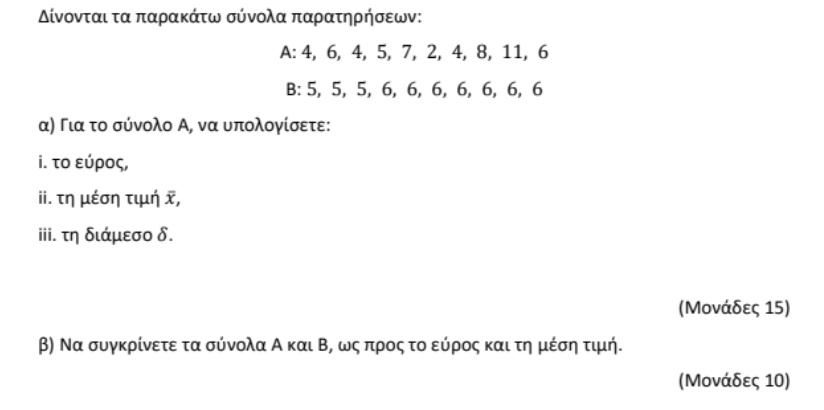 Δίνονται τα παρακάτω σύνολα παρατηρήσεων:
A: 4, 6, 4, 5, 7, 2, 4, 8, 11, 6
B: 5, 5, 5, 6, 6, 6, 6, 6, 6, 6
α) Για το σύνολο Α, να υπολογίσετε:
i. το εύρος,
ii. τη μέση τιμή x̄,
iii. τη διάμεσο δ.
(Μονάδες 15)
β) Να συγκρίνετε τα σύνολα Α και Β, ως προς το εύρος και τη μέση τιμή.
(Μονάδες 10)